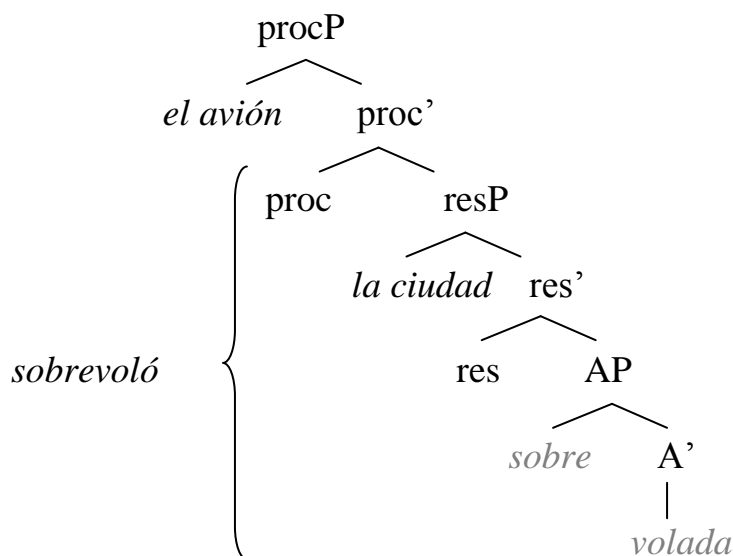 procP
el avión proc’
proc resP
la ciudad res’
sobrevoló res AP
sobre A’
volada